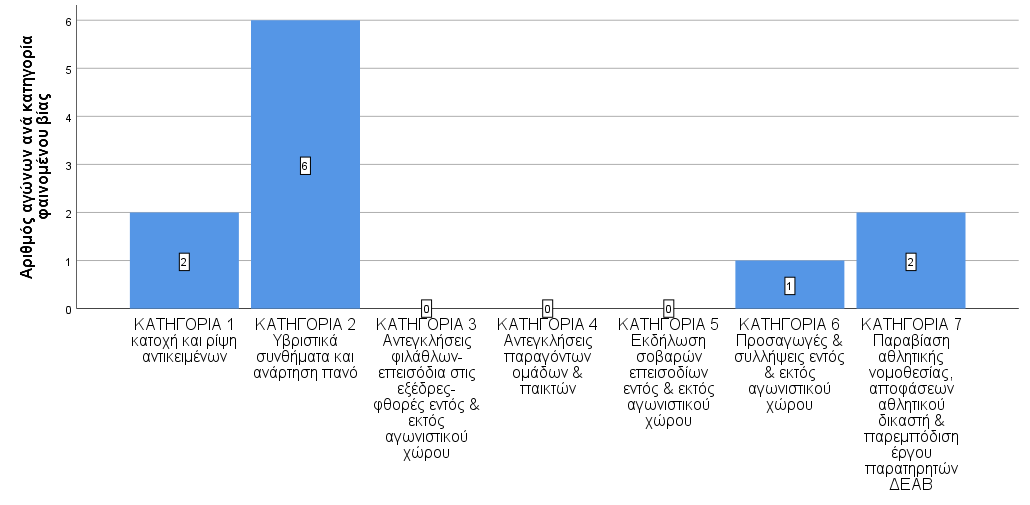 Αριθμός αγώνων ανά κατηγορία
φαινομένου βίας
6
5
4
3
2
1
0
2
6
0
0
0
1
2
ΚΑΤΗΓΟΡΙΑ 1
κατοχή και ρίψη
αντικειμένων
ΚΑΤΗΓΟΡΙΑ 2
Υβριστικά
συνθήματα και
ανάρτηση πανό
ΚΑΤΗΓΟΡΙΑ 3
Αντεγκλήσεις
φιλάθλων-
επεισόδια στις
εξέδρες-
φθορές εντός &
εκτός
αγωνιστικού
χώρου
ΚΑΤΗΓΟΡΙΑ 4
Αντεγκλήσεις
παραγόντων
ομάδων &
παικτών
ΚΑΤΗΓΟΡΙΑ 5
Εκδήλωση
σοβαρών
επεισοδίων
εντός & εκτός
αγωνιστικού
χώρου
ΚΑΤΗΓΟΡΙΑ 6
Προσαγωγές &
συλλήψεις εντός
& εκτός
αγωνιστικού
χώρου
ΚΑΤΗΓΟΡΙΑ 7
Παραβίαση
αθλητικής
νομοθεσίας,
αποφάσεων
αθλητικού
δικαστή &
παρεμπόδιση
έργου
παρατηρητών
ΔΕΑΒ